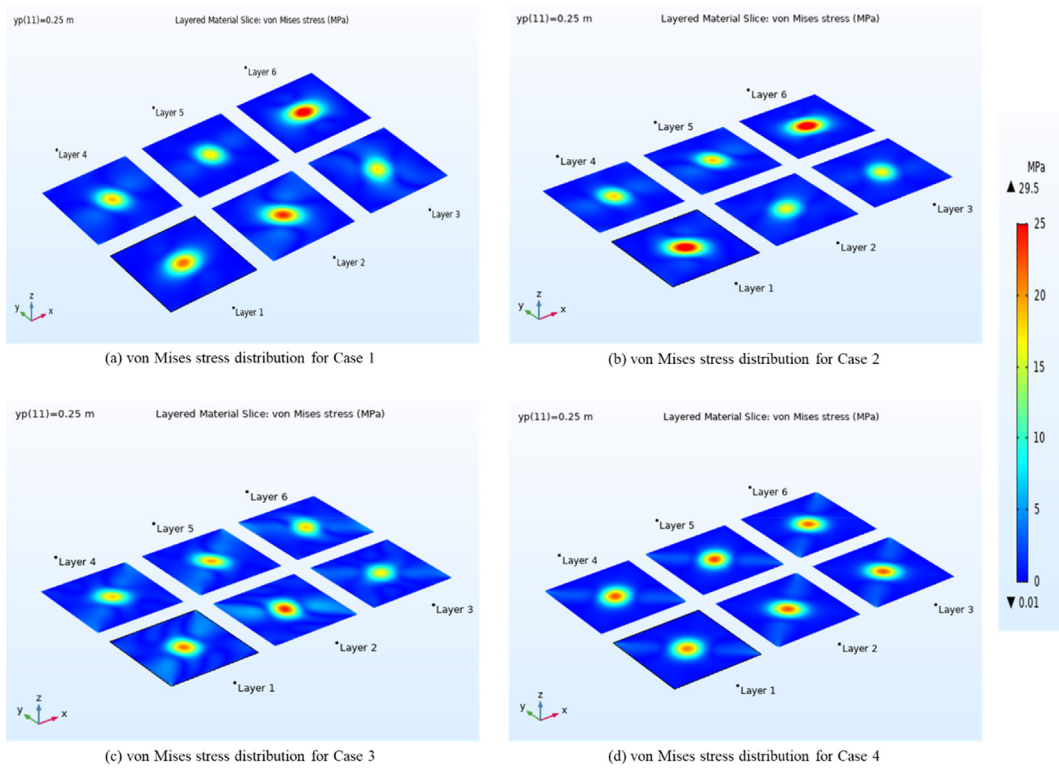 yp(11)=0.25 m
Layered Material Slice: von Mises stress (MPa)
Layer 6
Layer 5
Layer 4
Layer 3
Layer 2
Layer 1
z
y
x
(a) von Mises stress distribution for Case 1
yp(11)=0.25 m
Layered Material Slice: von Mises stress (MPa)
Layer 6
Layer 5
Layer 4
Layer 3
Layer 2
Layer 1
z
y
x
(b) von Mises stress distribution for Case 2
MPa
▲ 29.5
25
20
15
10
5
0
▼ 0.01
yp(11)=0.25 m
Layered Material Slice: von Mises stress (MPa)
Layer 6
Layer 5
Layer 4
Layer 3
Layer 2
Layer 1
z
y
x
(c) von Mises stress distribution for Case 3
yp(11)=0.25 m
Layered Material Slice: von Mises stress (MPa)
Layer 6
Layer 5
Layer 4
Layer 3
Layer 2
Layer 1
z
y
x
(d) von Mises stress distribution for Case 4